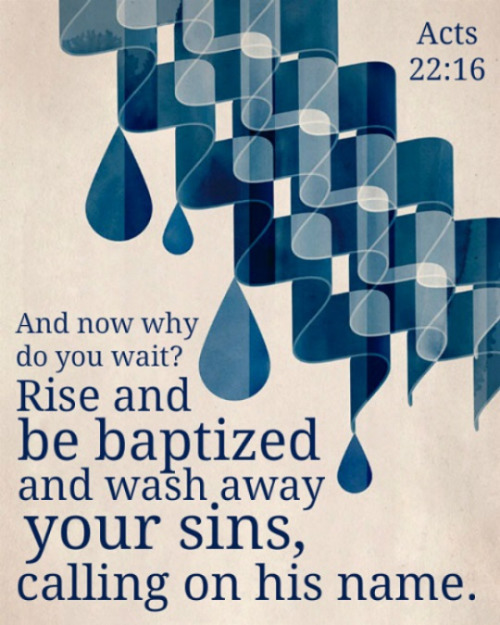 Acts
22:16
And now why
do you wait?
Rise and
be baptized
and wash away
your sins,
calling on his name.